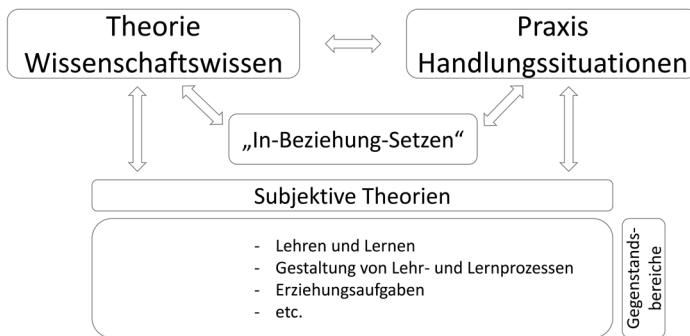 Theorie
Wissenschaftswissen
Praxis
Handlungssituationen
„In-Beziehung-Setzen“
Subjektive Theorien
- Lehren und Lernen
- Gestaltung von Lehr- und Lernprozessen
- Erziehungsaufgaben
- etc.
Gegenstands-
bereiche